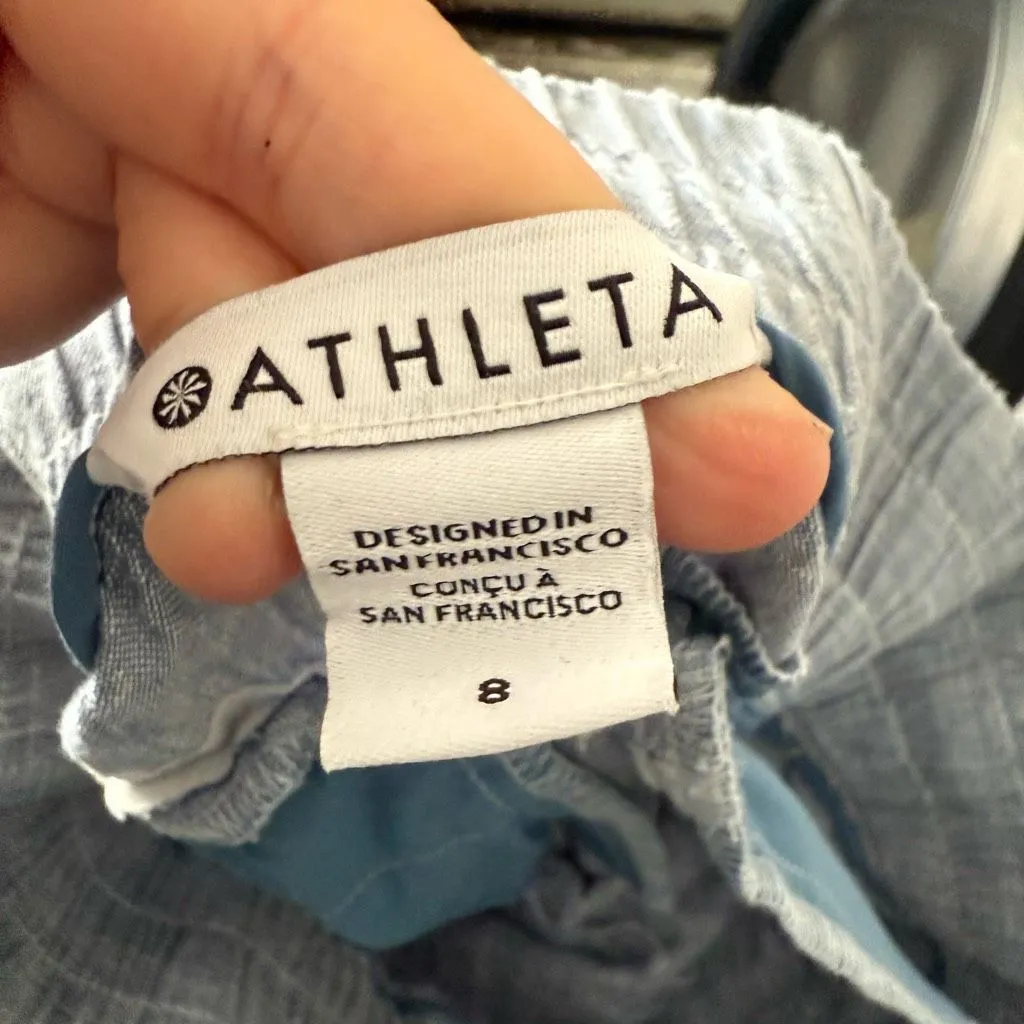 ATHLETA
DESIGNED IN
SAN FRANCISCO
CONÇU À
SAN FRANCISCO
8